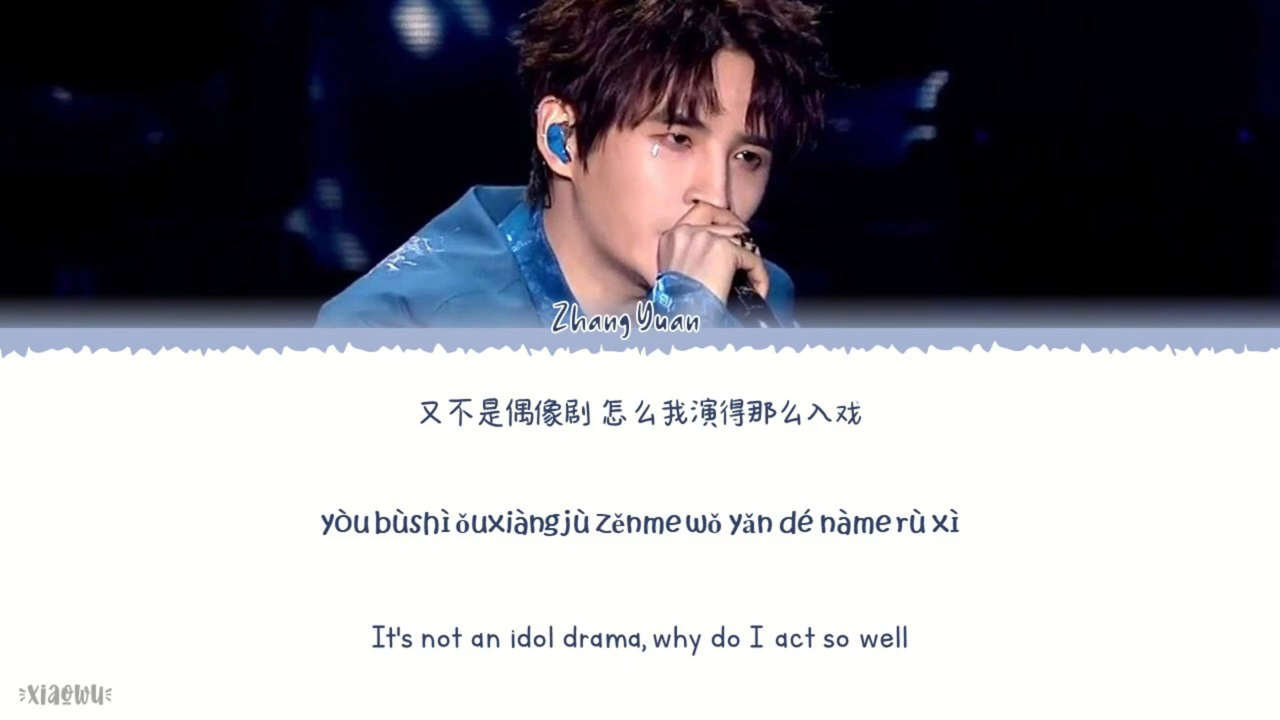 Zhang Yuan
又不是偶像剧 怎么我演得那么入戏
yòu bùshì ǒuxiàngjù zěnme wǒ yǎn dé nàme rù xì
It's not an idol drama, why do I act so well
xiaowu